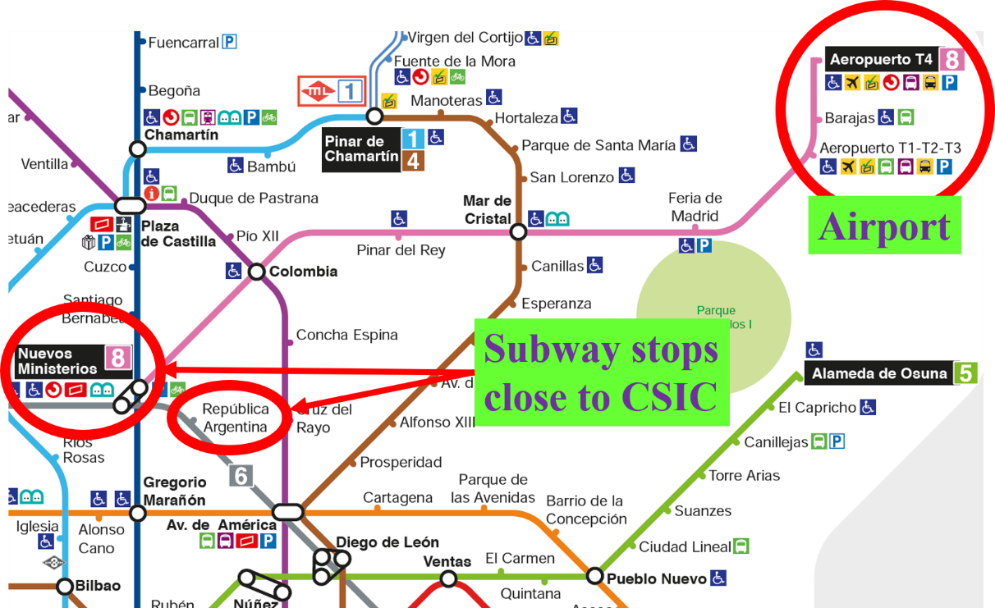 Virgen del Cortijo
Fuencarral
Fuente de la Mora
Aeropuerto T4 8
ML 1
Begoña
Manoteras
Hortaleza
Barajas
Chamartín
Pinar de
Chamartín
1
4
Parque de Santa María
Aeropuerto T1-T2-T3
Ventilla
Bambú
San Lorenzo
Duque de Pastrana
Mar de
Cristal
Feria de
Madrid
Airport
Plaza
de Castilla
Pío XII
Pinar del Rey
Cuzco
Colombia
Canillas
Santiago
Esperanza
Parque
Concha Espina
Subway stops
close to CSIC
Nuevos
Ministerios
8
Alameda de Osuna 5
República
Argentina
Cruz del
Rayo
Av. d
Alfonso XIII
El Capricho
Canillejas
Ríos
Rosas
6
Prosperidad
Torre Arias
Gregorio
Marañón
Cartagena
Parque de
las Avenidas
Barrio de la
Concepción
Suanzes
Iglesia
Alonso
Cano
Av. de América
Diego de León
Ciudad Lineal
Ventas
El Carmen
Pueblo Nuevo
Bilbao
Quintana
Rubén
Núñez